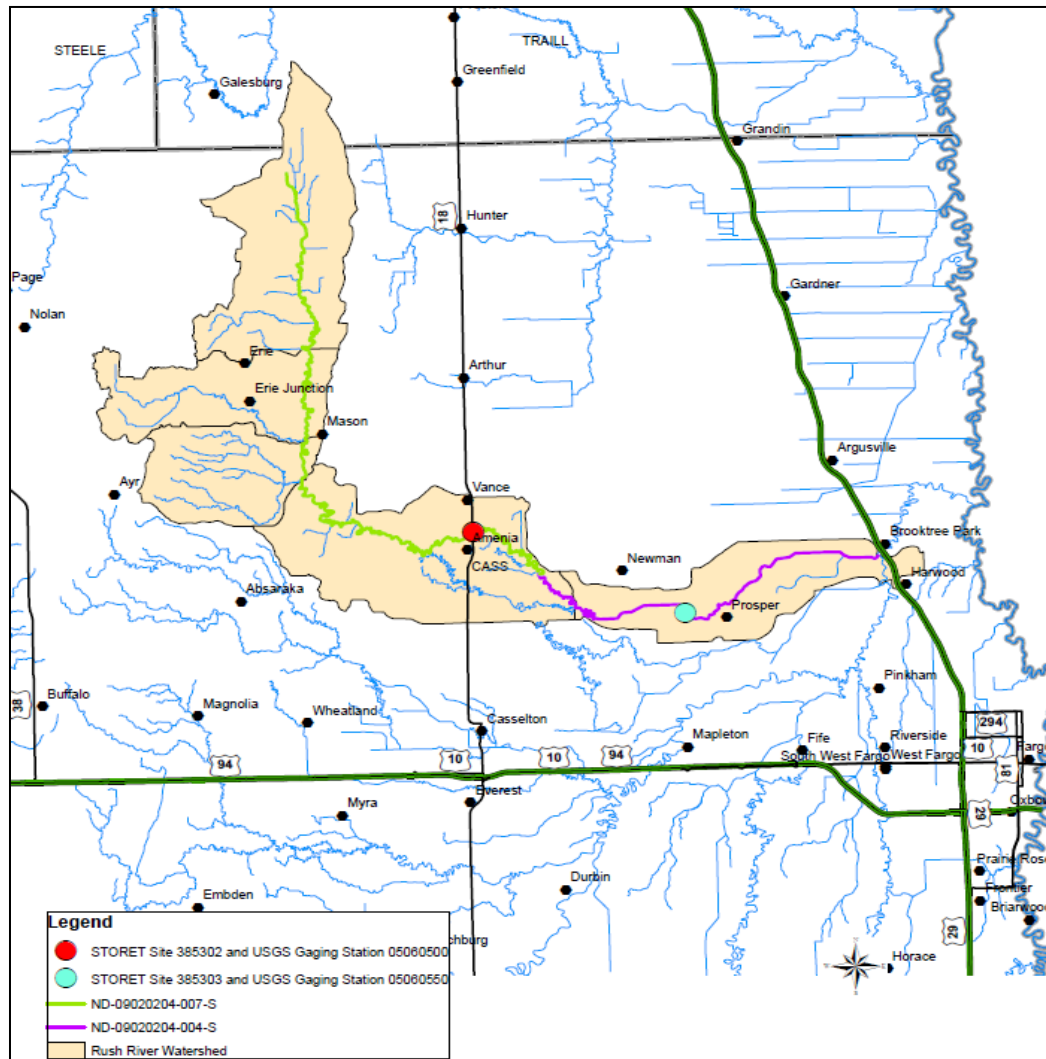 STEELE
TRAILL
Galesburg
Greenfield
Grandin
18
Hunter
Page
Nolan
Gardner
Erie
Arthur
Erie Junction
Mason
Argusville
Ayr
Vance
Brooktree Park
Amenia
CASS
Newman
Harwood
Absaraka
Prosper
Pinkham
38
Buffalo
Magnolia
Wheatland
Casselton
294
Mapleton
Fife
Riverside
10
94
10
10
94
South West Fargo
West Fargo
81
Everest
Myra
29
Prairie Rose
Durbin
Frontier
Embden
Briarwood
29
Horace
Legend
STORET Site 385302 and USGS Gaging Station 05060500
STORET Site 385303 and USGS Gaging Station 05060550
ND-09020204-007-S
ND-09020204-004-S
Rush River Watershed